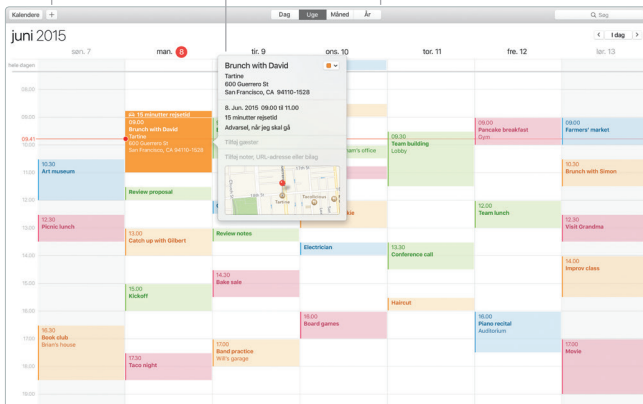 Kalendere +
Dag Uge Måned År
Søg
juni 2015
I dag
søn. 7 man. 8 tir. 9 ons. 10 tor. 11 fre. 12 lør. 13
hele dagen
09.00
09.41
10.00
11.00
12.00
13.00
14.00
15.00
16.00
17.00
18.00
19.00
10.30
Art museum
12.30
Picnic lunch
16.30
Book club
Brian's house
15 minutter rejsetid
09.00
Brunch with David
Tartine
600 Guerrero St
San Francisco, CA 94110-1528
Review proposal
13.00
Catch up with Gilbert
15.00
Kickoff
17.30
Taco night
Brunch with David
Tartine
600 Guerrero St
San Francisco, CA 94110-1528
8. Jun. 2015 09.00 til 11.00
15 minutter rejsetid
Advarsel, når jeg skal gå
Tilføj gæster
Tilføj noter, URL-adresse eller bilag
Tartine
Review notes
14.30
Bake sale
17.00
Band practice
Will's garage
's office
Electrician
16.00
Board games
09.30
Team building
Lobby
13.30
Conference call
Haircut
09.00
Pancake breakfast
Gym
12.00
Team lunch
16.00
Piano recital
Auditorium
09.00
Farmers' market
10.30
Brunch with Simon
12.30
Visit Grandma
14.00
Improv class
17.00
Movie